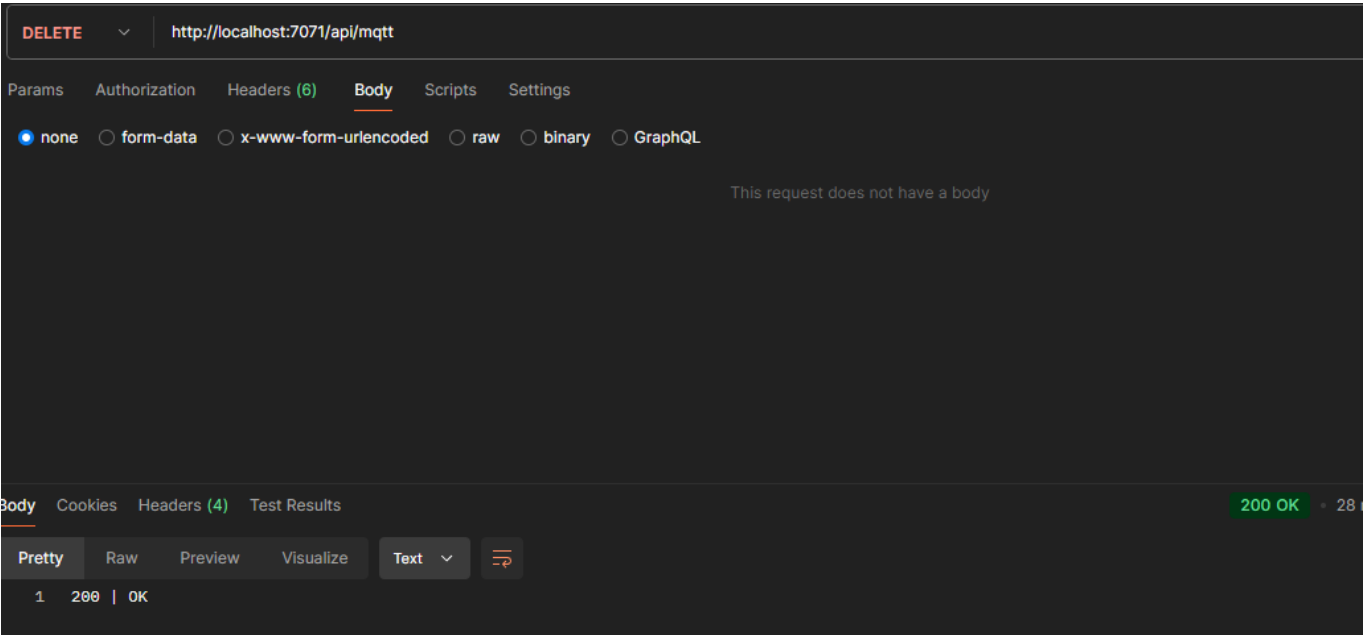 DELETE http://localhost:7071/api/mqtt
Params Authorization Headers (6) Body Scripts Settings
none form-data x-www-form-urlencoded raw binary GraphQL
This request does not have a body
Body Cookies Headers (4) Test Results 200 OK • 28
Pretty Raw Preview Visualize Text
1 200 | OK